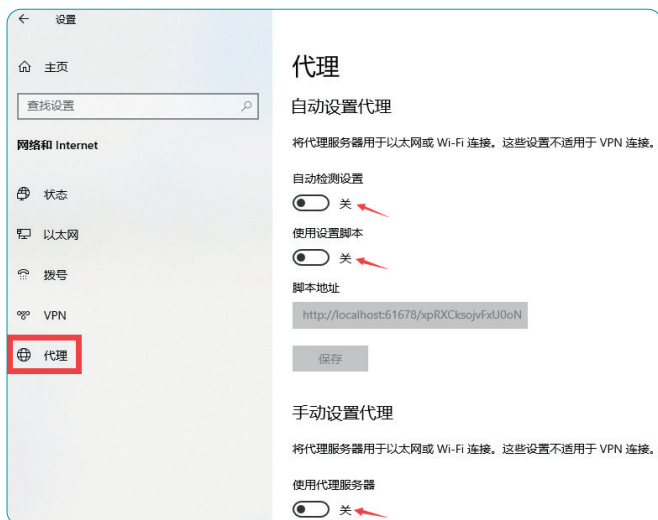 设置
主页
查找设置
网络和 Internet
状态
以太网
拨号
VPN
代理
代理
自动设置代理
将代理服务器用于以太网或 Wi-Fi 连接。这些设置不适用于 VPN 连接。
自动检测设置
关
使用设置脚本
关
脚本地址
http://localhost:61678/xpRXCksojvFxU0oN
保存
手动设置代理
将代理服务器用于以太网或 Wi-Fi 连接。这些设置不适用于 VPN 连接。
使用代理服务器
关